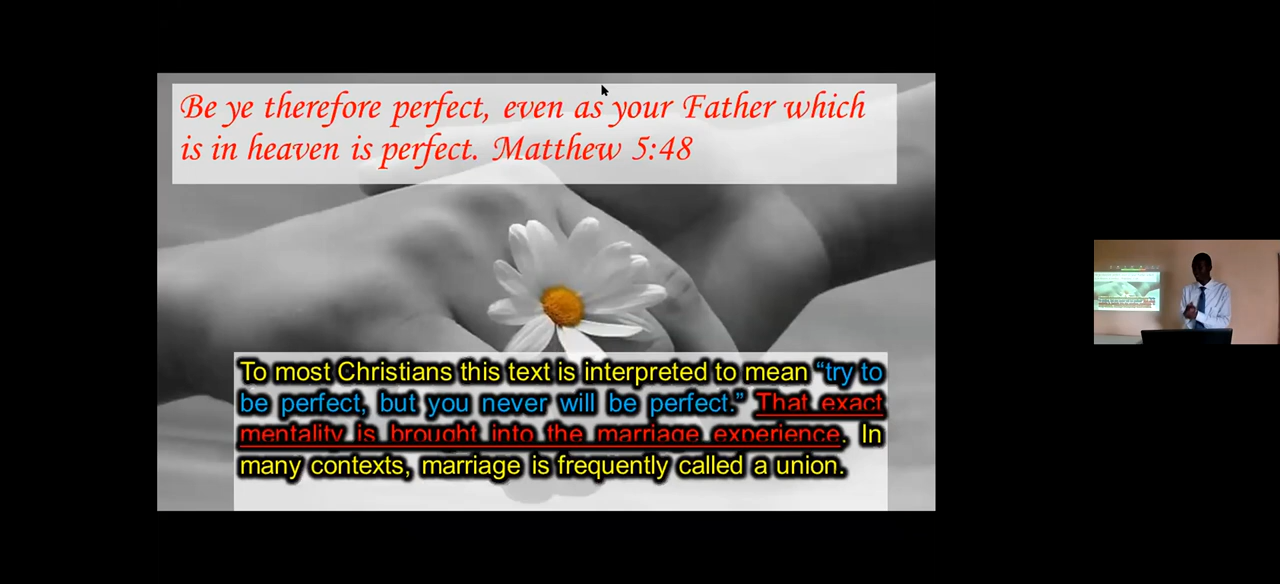 Be ye therefore perfect, even as your Father which
is in heaven is perfect. Matthew 5:48
To most Christians this text is interpreted to mean “try to
be perfect, but you never will be perfect.” That exact
mentality is brought into the marriage experience. In
many contexts, marriage is frequently called a union.